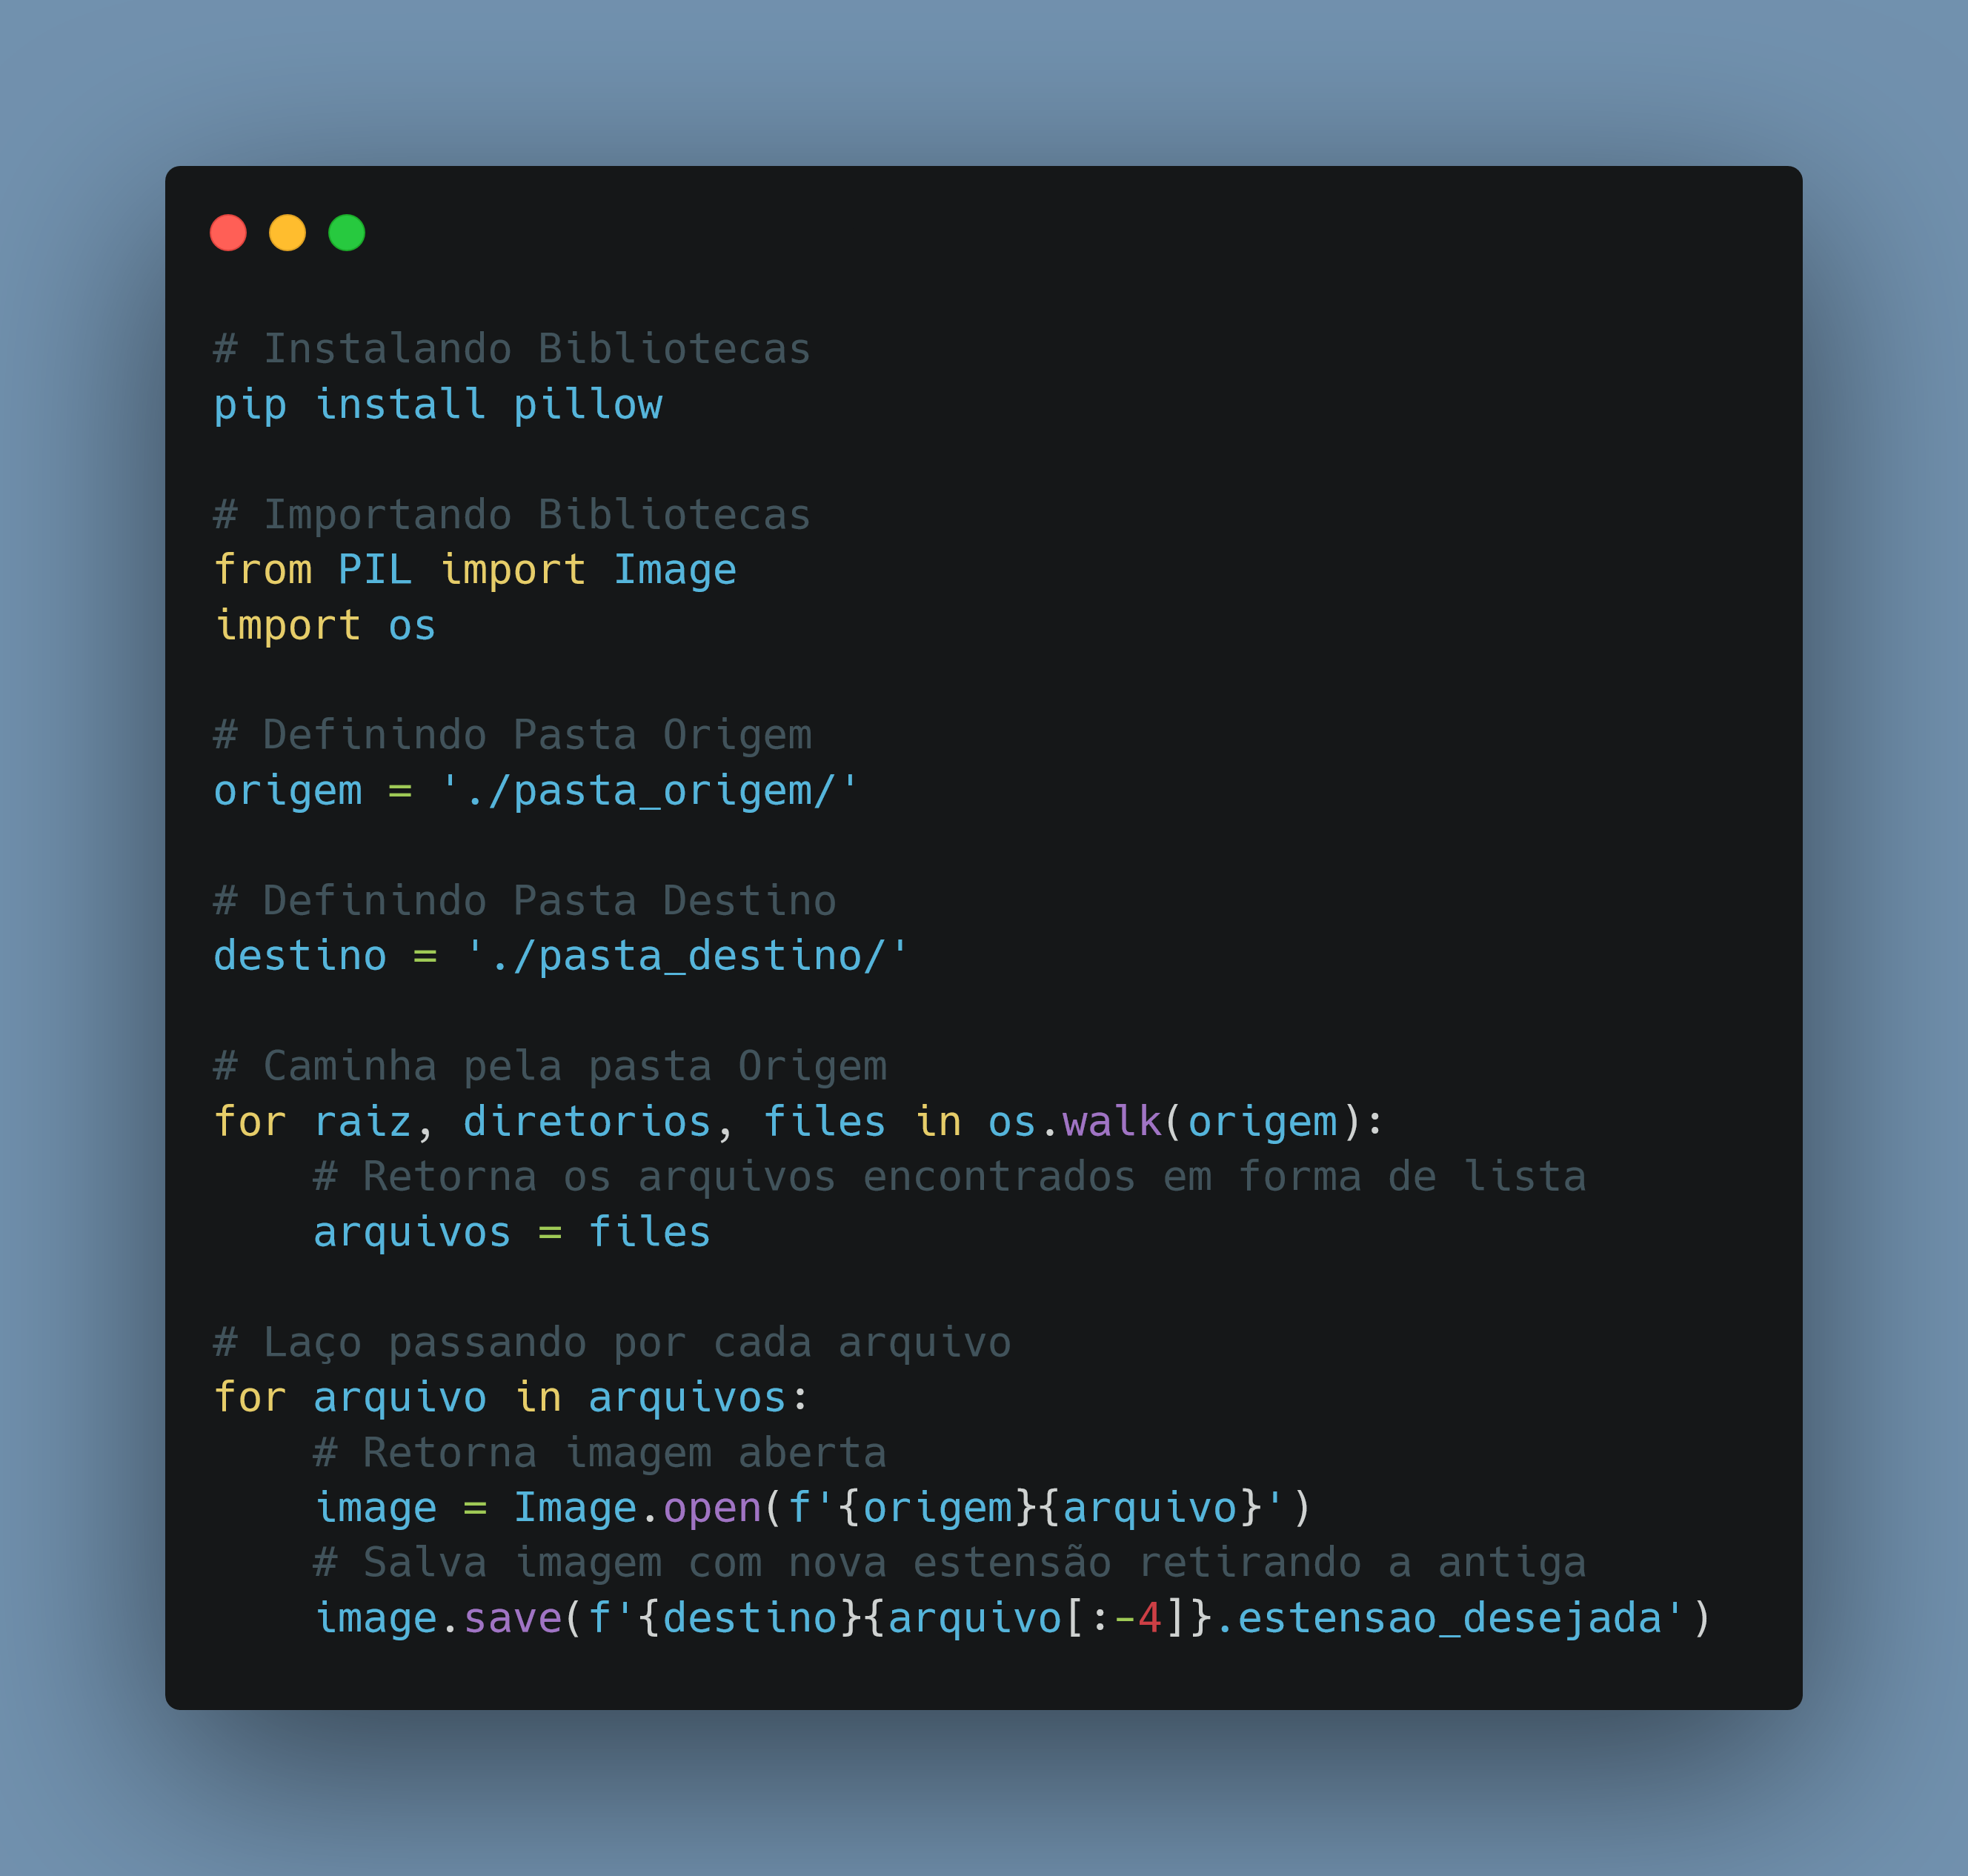 # Instalando Bibliotecas
pip install pillow
# Importando Bibliotecas
from PIL import Image
import os
# Definindo Pasta Origem
origem = './pasta_origem/'
# Definindo Pasta Destino
destino = './pasta_destino/'
# Caminha pela pasta Origem
for raiz, diretorios, files in os.walk(origem):
    # Retorna os arquivos encontrados em forma de lista
    arquivos = files
# Laço passando por cada arquivo
for arquivo in arquivos:
    # Retorna imagem aberta
    image = Image.open(f'{origem}{arquivo}')
    # Salva imagem com nova estensão retirando a antiga
    image.save(f'{destino}{arquivo[:-4]}.estensao_desejada')